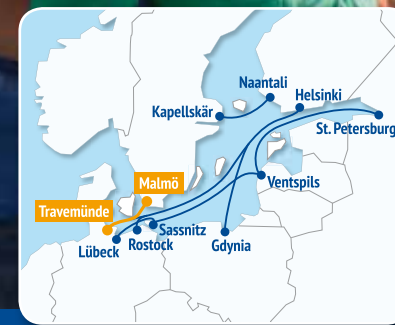 Naantali
Helsinki
Kapellskär
St. Petersburg
Malmö
Ventspils
Travemünde
Sassnitz
Lübeck
Rostock
Gdynia